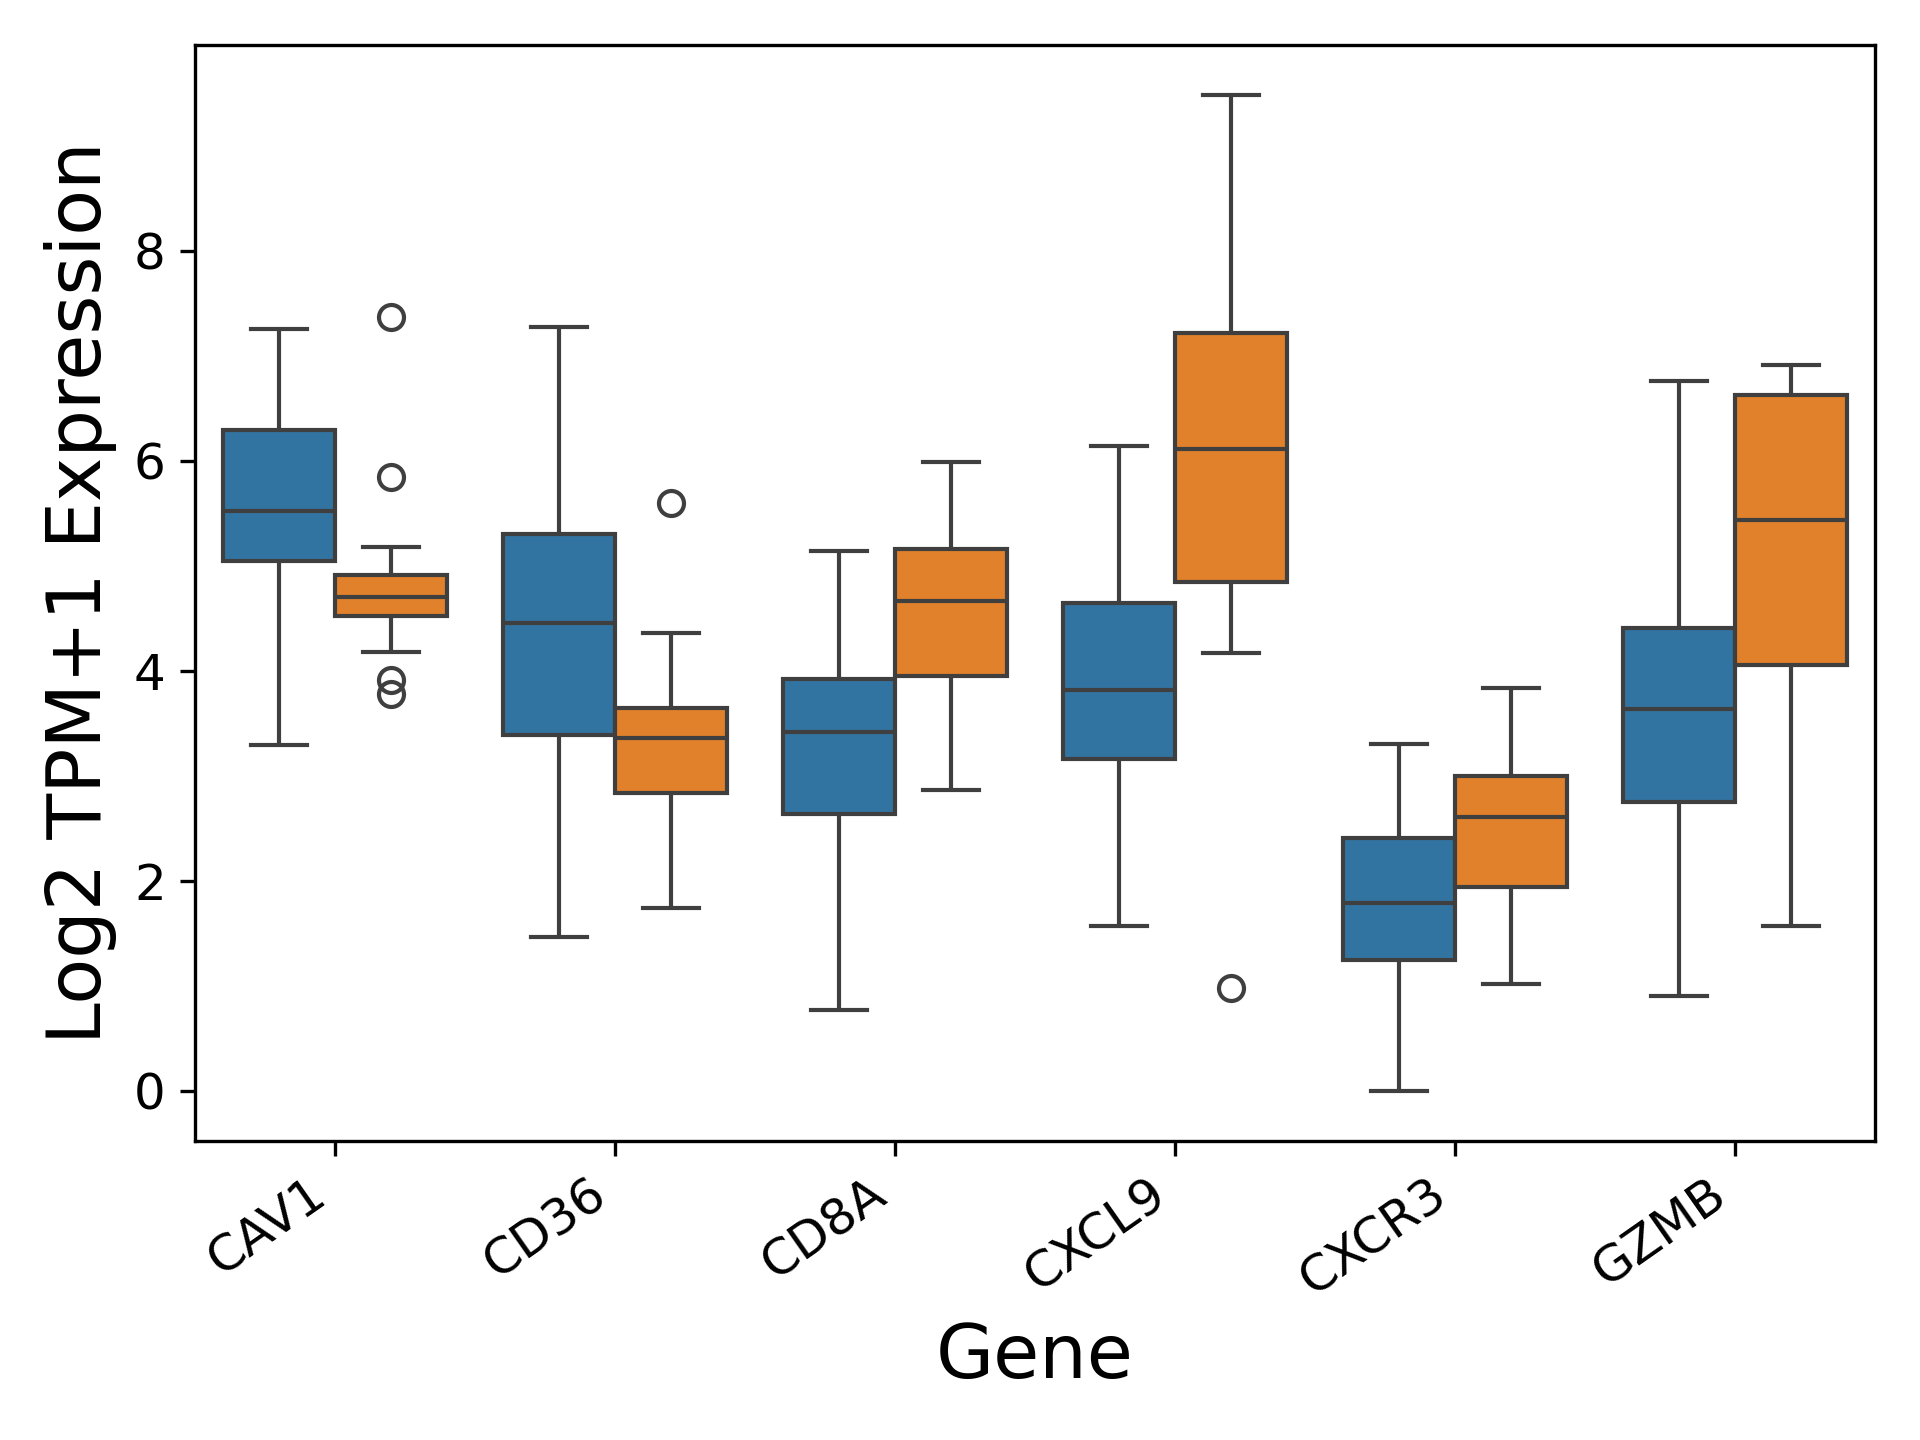 Log2 TPM+1 Expression
8
6
4
2
0
CAV1
CD36
CD8A
CXCL9
CXCR3
GZMB
Gene